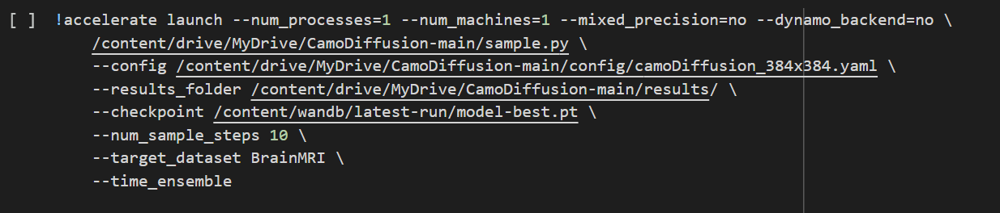 [ ] !accelerate launch --num_processes=1 --num_machines=1 --mixed_precision=no --dynamo_backend=no \
/content/drive/MyDrive/CamoDiffusion-main/sample.py \
--config /content/drive/MyDrive/CamoDiffusion-main/config/camoDiffusion_384x384.yaml \
--results_folder /content/drive/MyDrive/CamoDiffusion-main/results/ \
--checkpoint /content/wandb/latest-run/model-best.pt \
--num_sample_steps 10 \
--target_dataset BrainMRI \
--time_ensemble